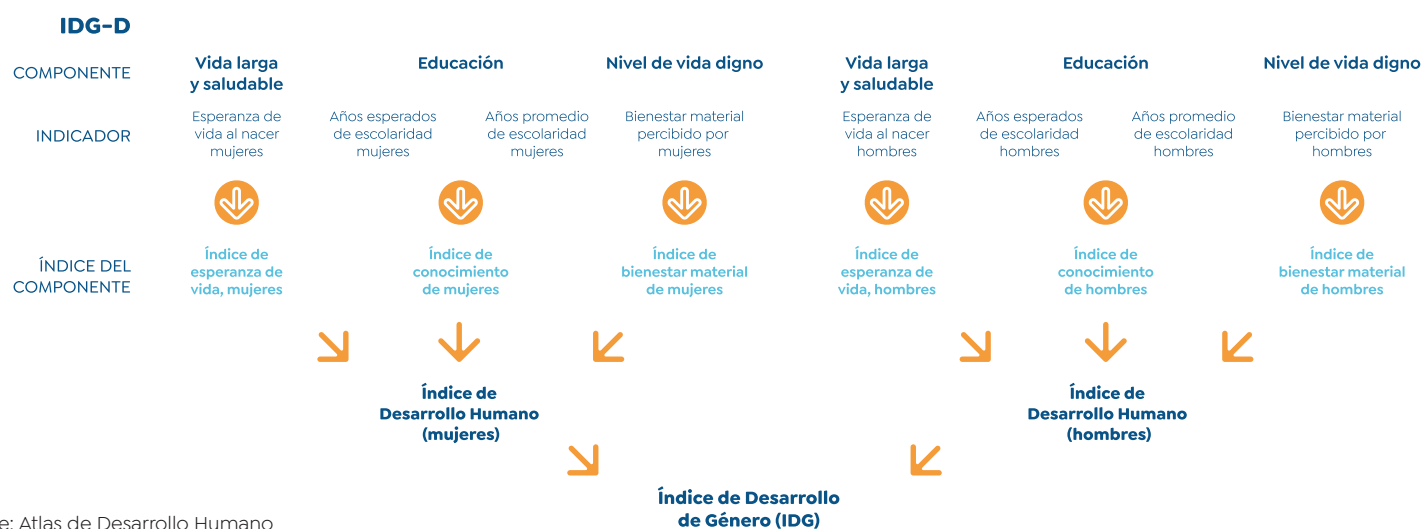 IDG-D
COMPONENTE
Vida larga
y saludable
Educación
Nivel de vida digno
Vida larga
y saludable
Educación
Nivel de vida digno
INDICADOR
Esperanza de
vida al nacer
mujeres
Años esperados
de escolaridad
mujeres
Años promedio
de escolaridad
mujeres
Bienestar material
percibido por
mujeres
Esperanza de
vida al nacer
hombres
Años esperados
de escolaridad
hombres
Años promedio
de escolaridad
hombres
Bienestar material
percibido por
hombres
ÍNDICE DEL
COMPONENTE
Índice de
esperanza de
vida, mujeres
Índice de
conocimiento
de mujeres
Índice de
bienestar material
de mujeres
Índice de
esperanza de
vida, hombres
Índice de
conocimiento
de hombres
Índice de
bienestar material
de hombres
Índice de
Desarrollo Humano
(mujeres)
Índice de
Desarrollo Humano
(hombres)
Índice de Desarrollo
de Género (IDG)
e: Atlas de Desarrollo Humano